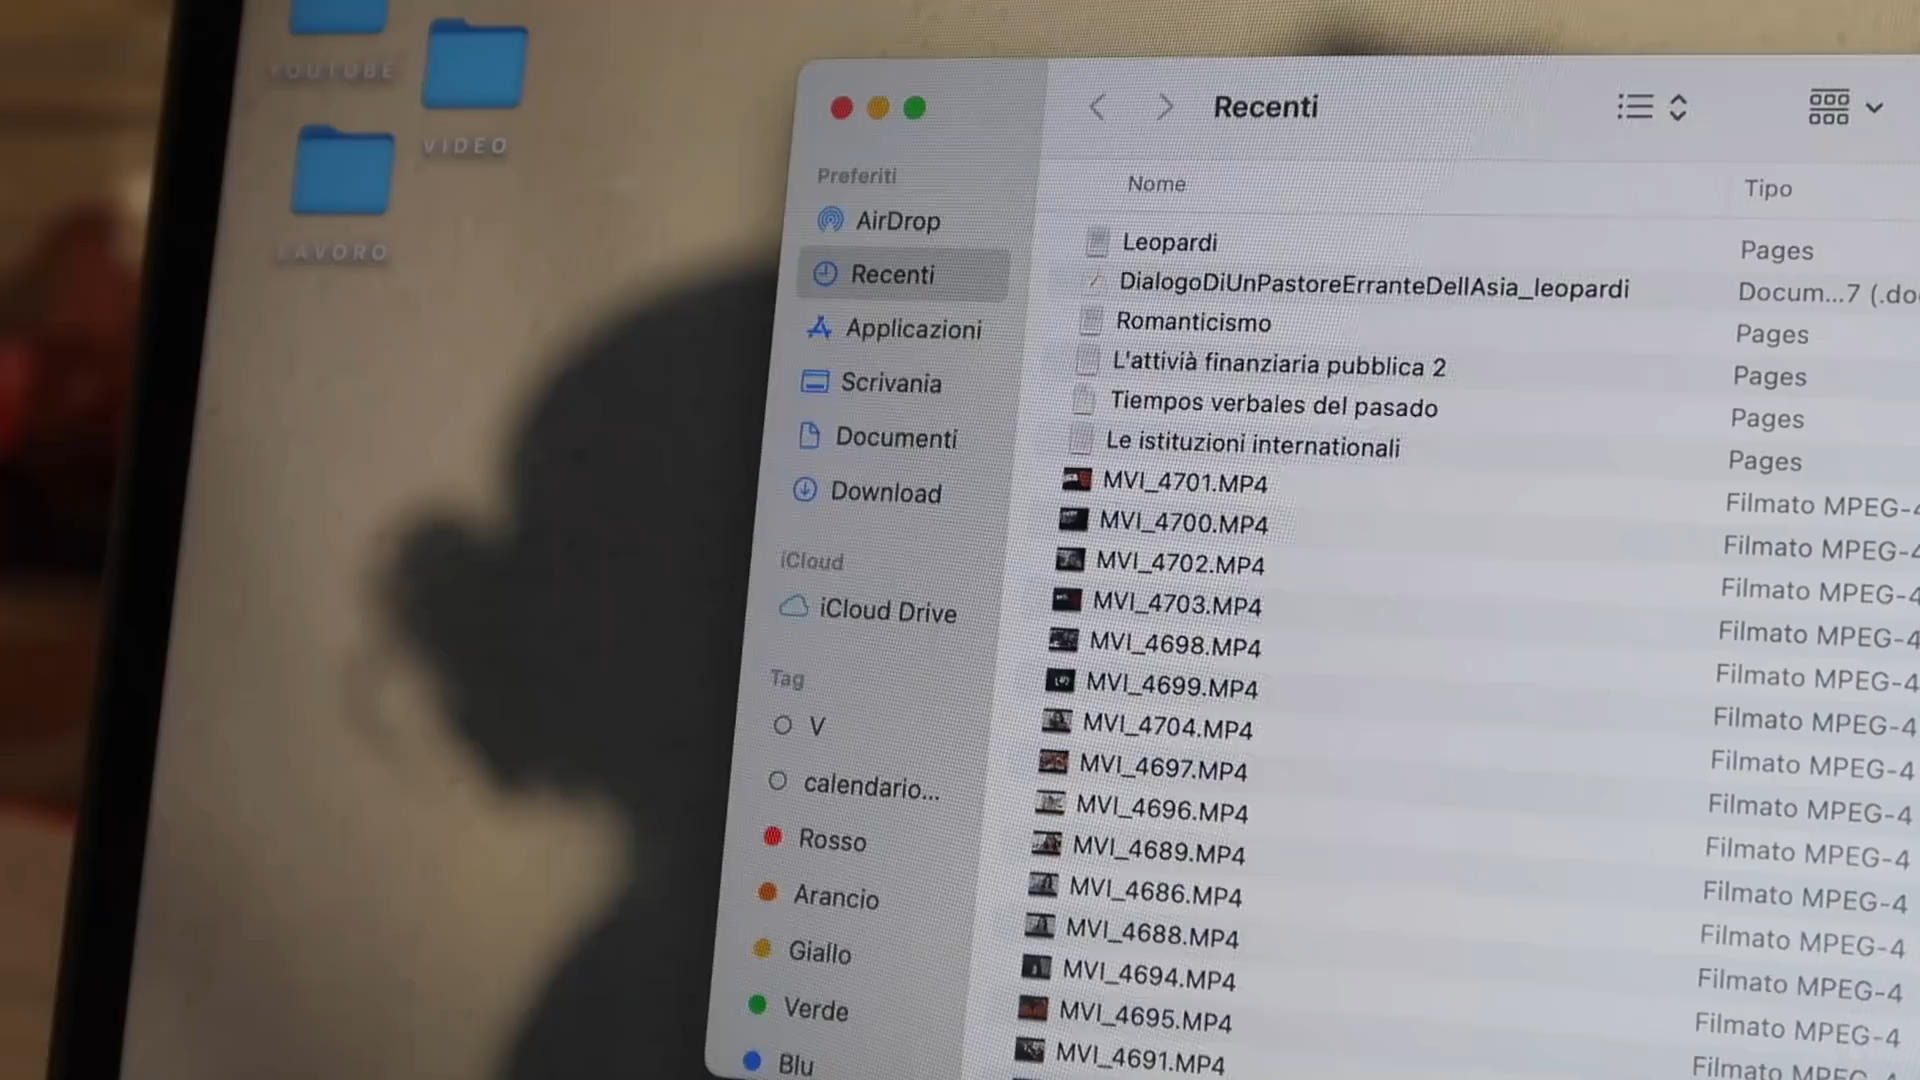 YOUTUBE
VIDEO
LAVORO
Recenti
Preferiti
AirDrop
Recenti
Applicazioni
Scrivania
Documenti
Download
iCloud
iCloud Drive
Tag
V
calendario...
Rosso
Arancio
Giallo
Verde
Blu
Nome Tipo
Leopardi Pages
DialogoDiUnPastoreErranteDellAsia_leopardi Docum...7 (.do
Romanticismo Pages
L'attivià finanziaria pubblica 2 Pages
Tiempos verbales del pasado Pages
Le istituzioni internationali Pages
MVI_4701.MP4 Filmato MPEG-4
MVI_4700.MP4 Filmato MPEG-4
MVI_4702.MP4 Filmato MPEG-4
MVI_4703.MP4 Filmato MPEG-4
MVI_4698.MP4 Filmato MPEG-4
MVI_4699.MP4 Filmato MPEG-4
MVI_4704.MP4 Filmato MPEG-4
MVI_4697.MP4 Filmato MPEG-4
MVI_4696.MP4 Filmato MPEG-4
MVI_4689.MP4 Filmato MPEG-4
MVI_4686.MP4 Filmato MPEG-4
MVI_4688.MP4 Filmato MPEG-4
MVI_4694.MP4 Filmato MPEG-4
MVI_4695.MP4 Filmato MPEG-4
MVI_4691.MP4 Filmato MPEG-4